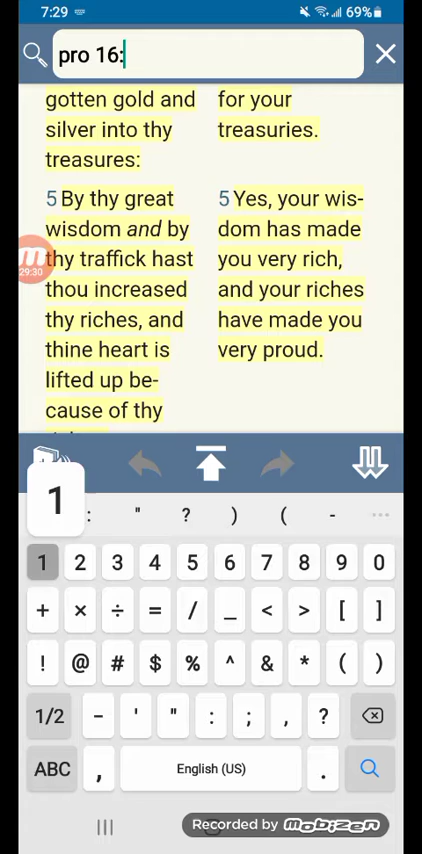 7:29
69%
pro 16:
gotten gold and
silver into thy
treasures:
5 By thy great
wisdom and by
thy traffick hast
thou increased
thy riches, and
thine heart is
lifted up be-
cause of thy
for your
treasuries.
5 Yes, your wis-
dom has made
you very rich,
and your riches
have made you
very proud.
29:30
1
: " ? ) ( - ...
1 2 3 4 5 6 7 8 9 0
+ × ÷ = / _ < > [ ]
! @ # $ % ^ & * ( )
1/2 - ' " : ; , ?
ABC , English (US) .
Recorded by mobizen